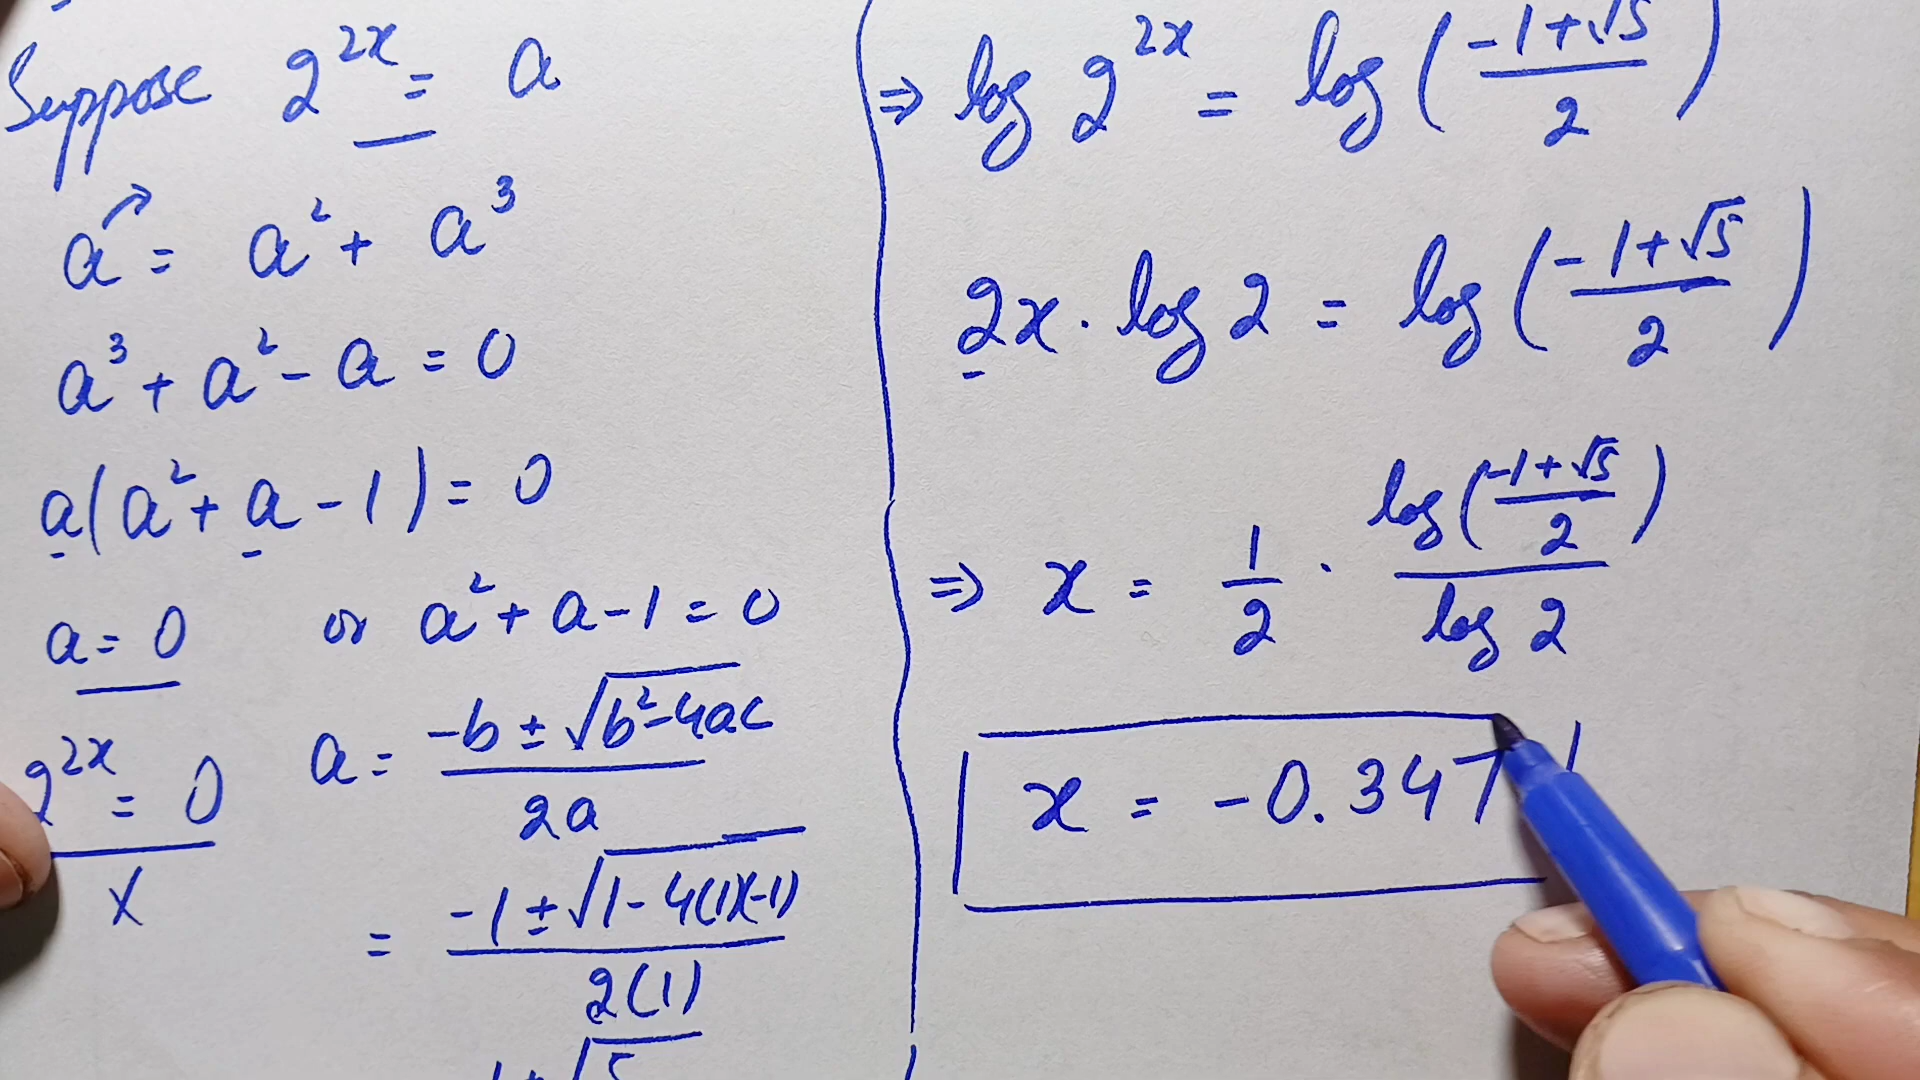 Suppose 2^{2x} = a
a = a² + a³
a³ + a² - a = 0
a(a² + a - 1) = 0
a = 0 or a² + a - 1 = 0
2^{2x} = 0
x
a = (-b ± √(b² - 4ac)) / 2a
= (-1 ± √(1 - 4(1)(-1))) / 2(1)
⇒ log 2^{2x} = log((-1+√5)/2)
2x · log 2 = log((-1+√5)/2)
⇒ x = 1/2 · log((-1+√5)/2) / log 2
x = -0.347